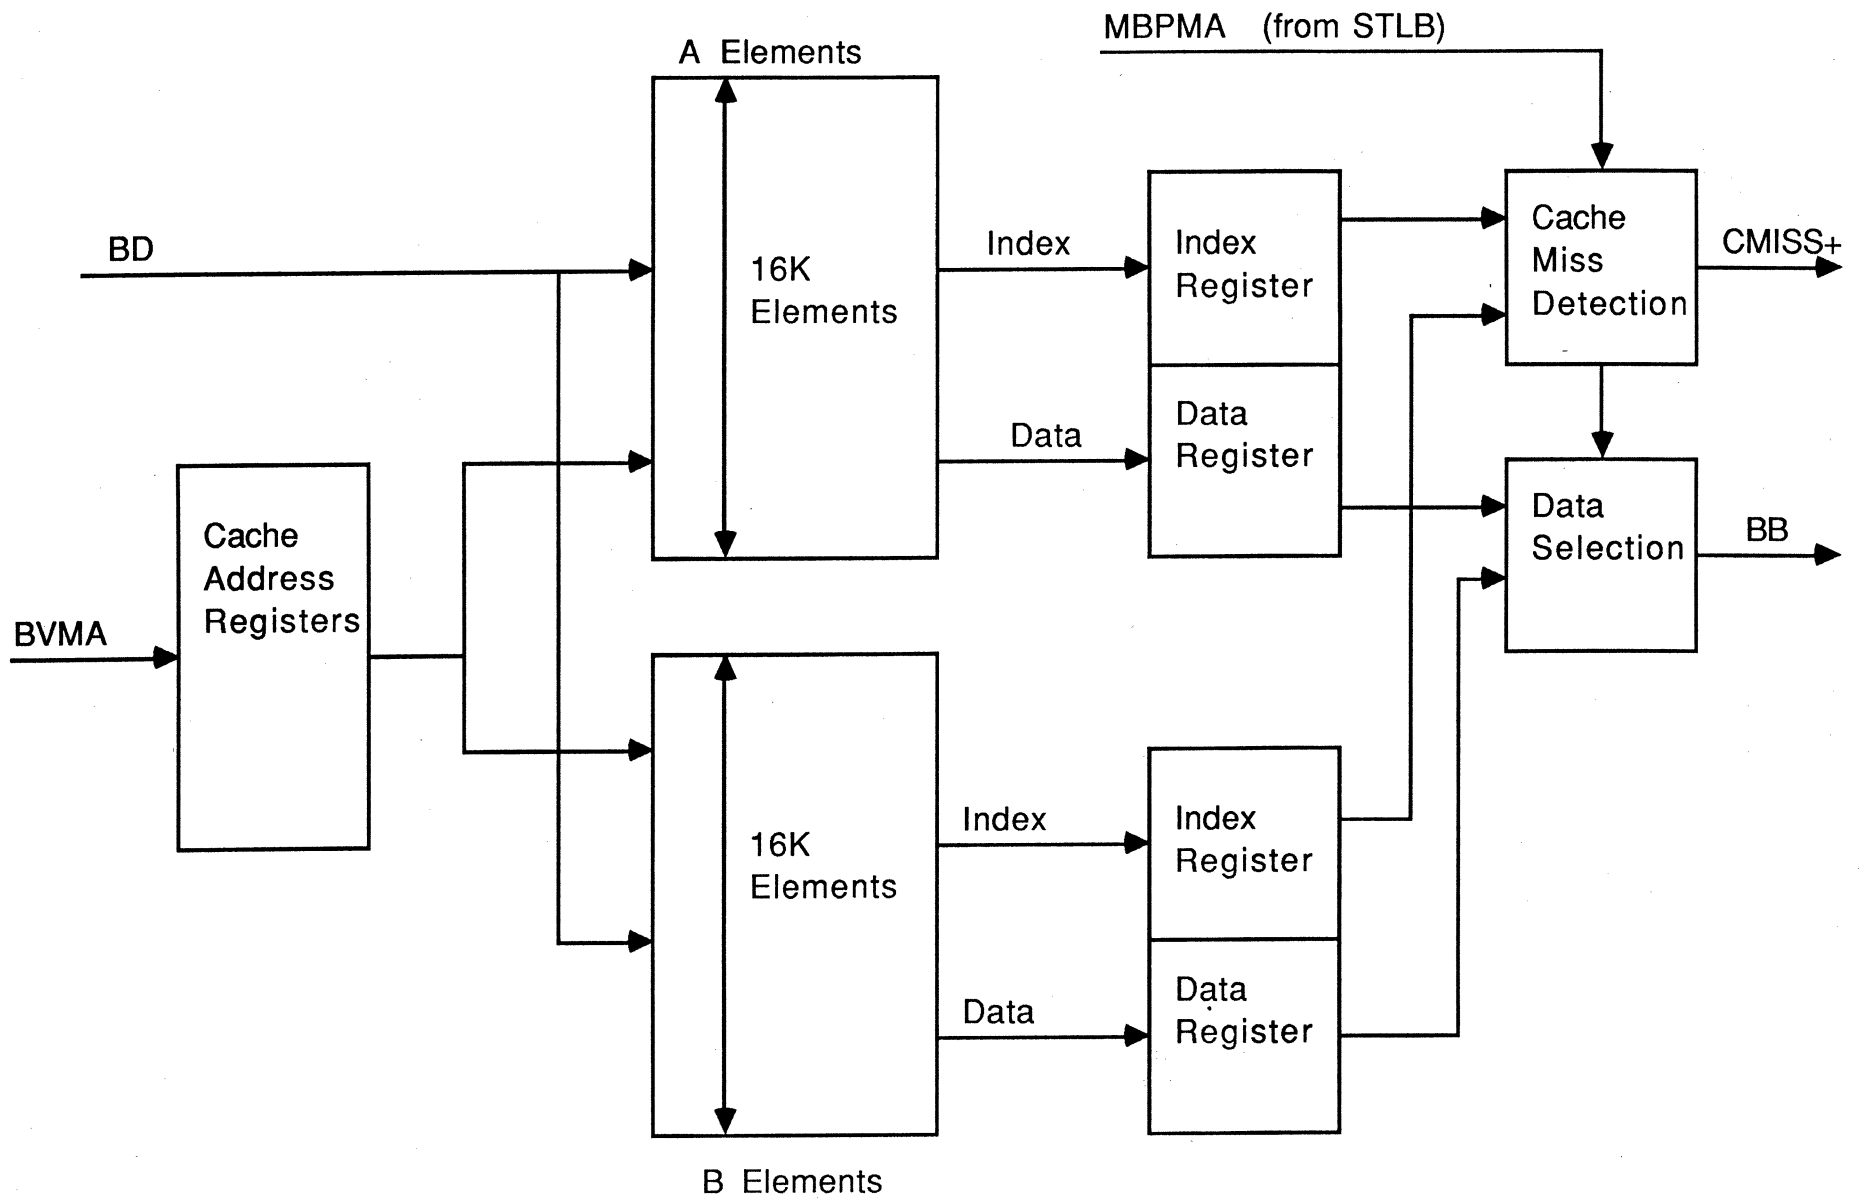 MBPMA (from STLB)
A Elements
BD
16K
Elements
Index
Data
Index
Register
Data
Register
Cache
Miss
Detection
CMISS+
Data
Selection
BB
Cache
Address
Registers
BVMA
16K
Elements
Index
Data
Index
Register
Data
Register
B Elements